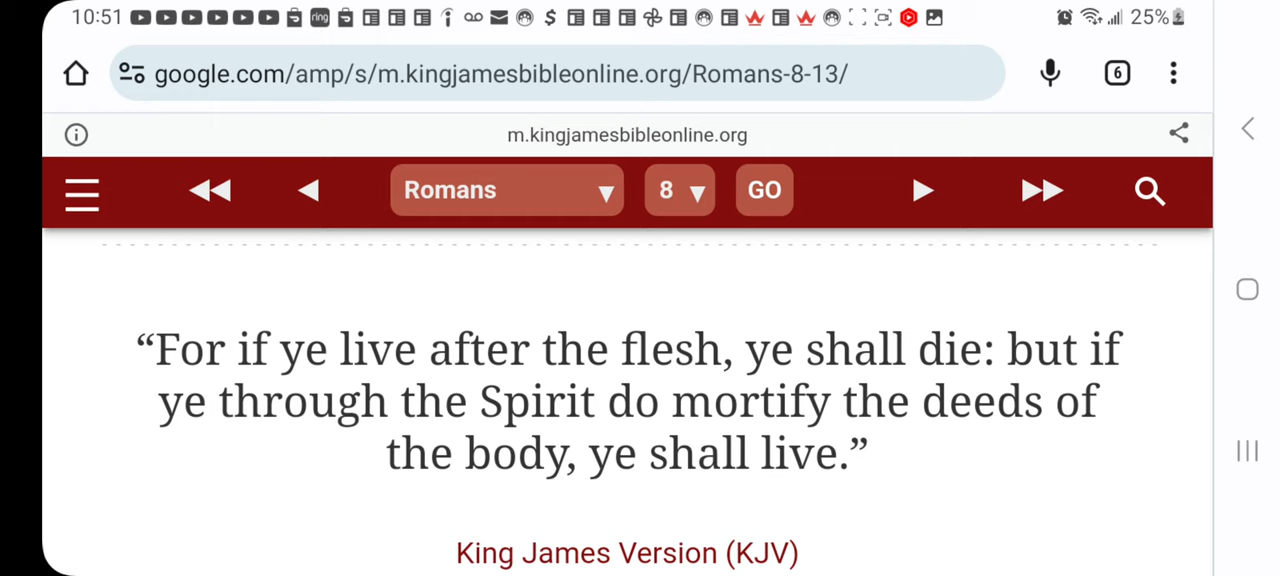 10:51 ring 25%
google.com/amp/s/m.kingjamesbibleonline.org/Romans-8-13/ 6
m.kingjamesbibleonline.org
Romans 8 GO
“For if ye live after the flesh, ye shall die: but if
ye through the Spirit do mortify the deeds of
the body, ye shall live.”
King James Version (KJV)